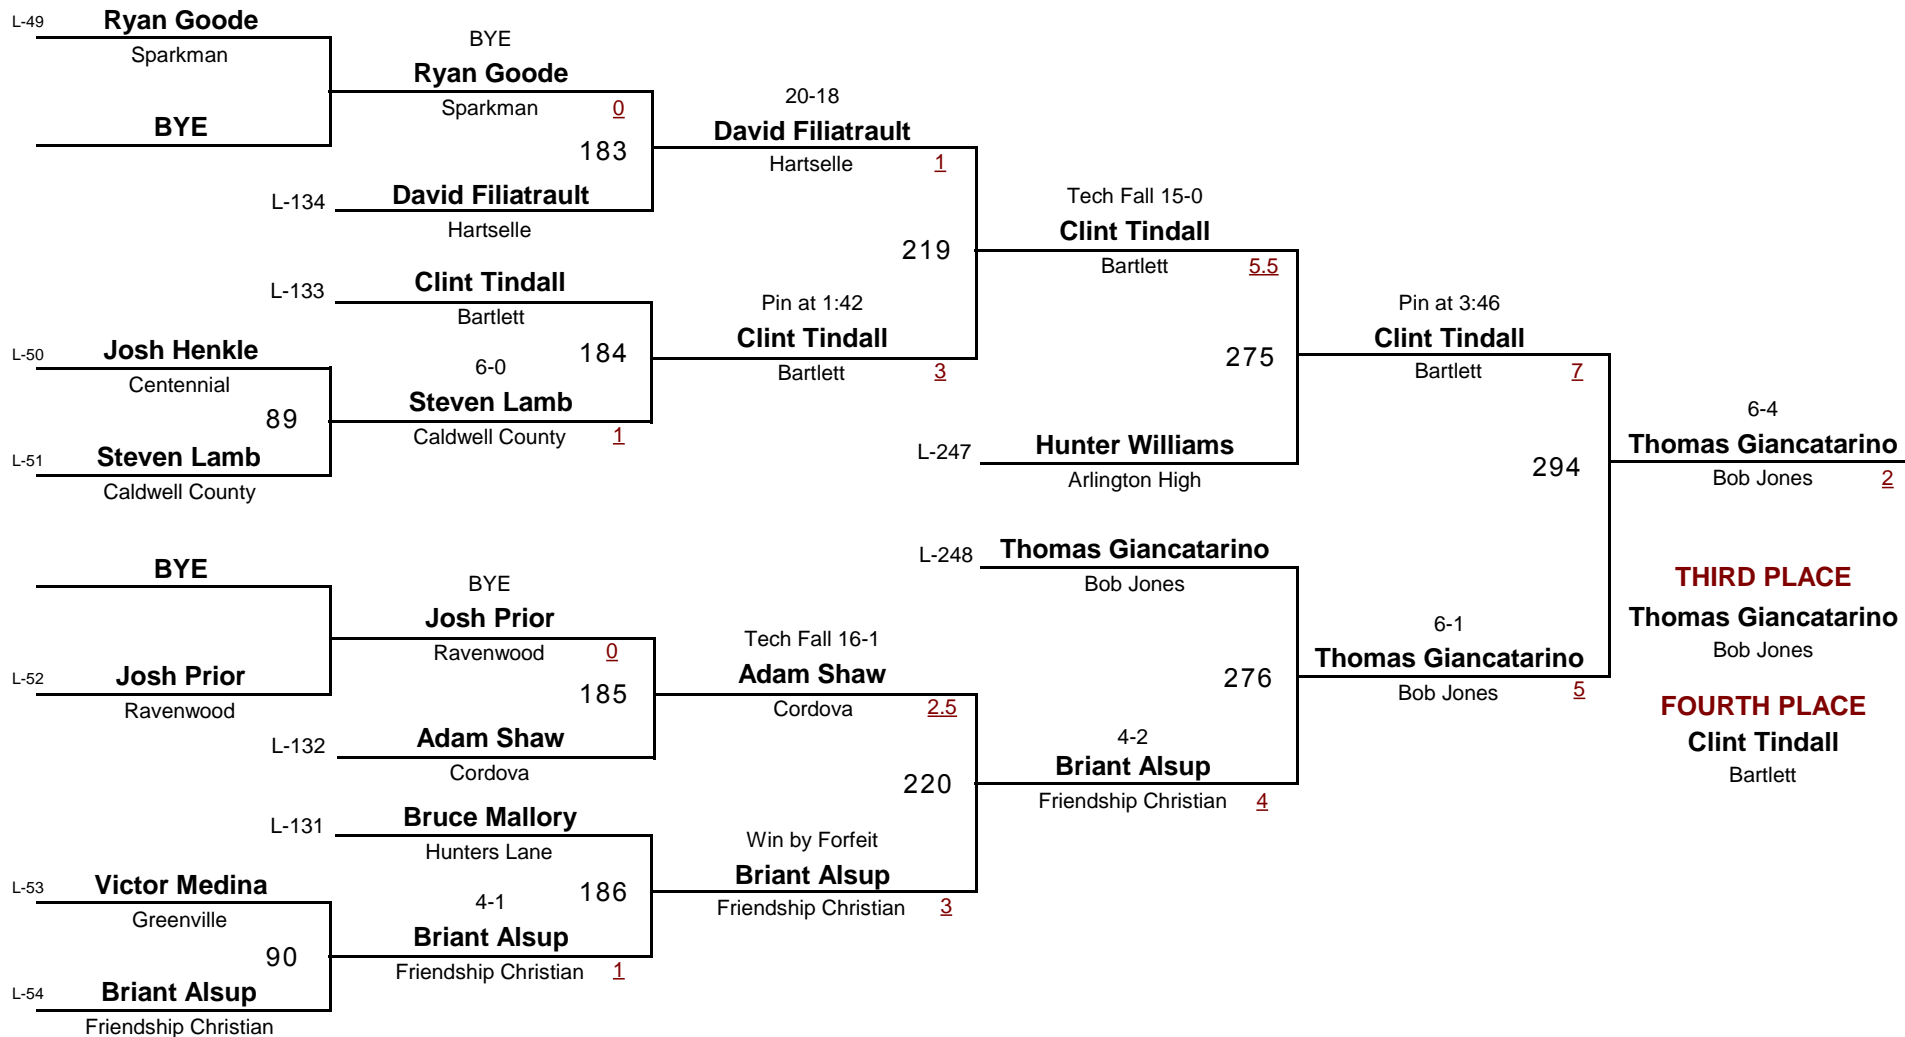 L-49 Ryan Goode
Sparkman
BYE
BYE
Ryan Goode
Sparkman 0
183
L-134 David Filiatrault
Hartselle
20-18
David Filiatrault
Hartselle 1
L-133 Clint Tindall
Bartlett
L-50 Josh Henkle
Centennial
89
L-51 Steven Lamb
Caldwell County
6-0
Steven Lamb
Caldwell County 1
184
Pin at 1:42
Clint Tindall
Bartlett 3
219
Tech Fall 15-0
Clint Tindall
Bartlett 5.5
275
L-247 Hunter Williams
Arlington High
Pin at 3:46
Clint Tindall
Bartlett 7
294
6-4
Thomas Giancatarino
Bob Jones 2
BYE
L-52 Josh Prior
Ravenwood
BYE
Josh Prior
Ravenwood 0
185
L-132 Adam Shaw
Cordova
Tech Fall 16-1
Adam Shaw
Cordova 2.5
L-131 Bruce Mallory
Hunters Lane
L-53 Victor Medina
Greenville
90
L-54 Briant Alsup
Friendship Christian
4-1
Briant Alsup
Friendship Christian 1
186
Win by Forfeit
Briant Alsup
Friendship Christian 3
220
L-248 Thomas Giancatarino
Bob Jones
4-2
Briant Alsup
Friendship Christian 4
276
6-1
Thomas Giancatarino
Bob Jones 5
THIRD PLACE
Thomas Giancatarino
Bob Jones
FOURTH PLACE
Clint Tindall
Bartlett